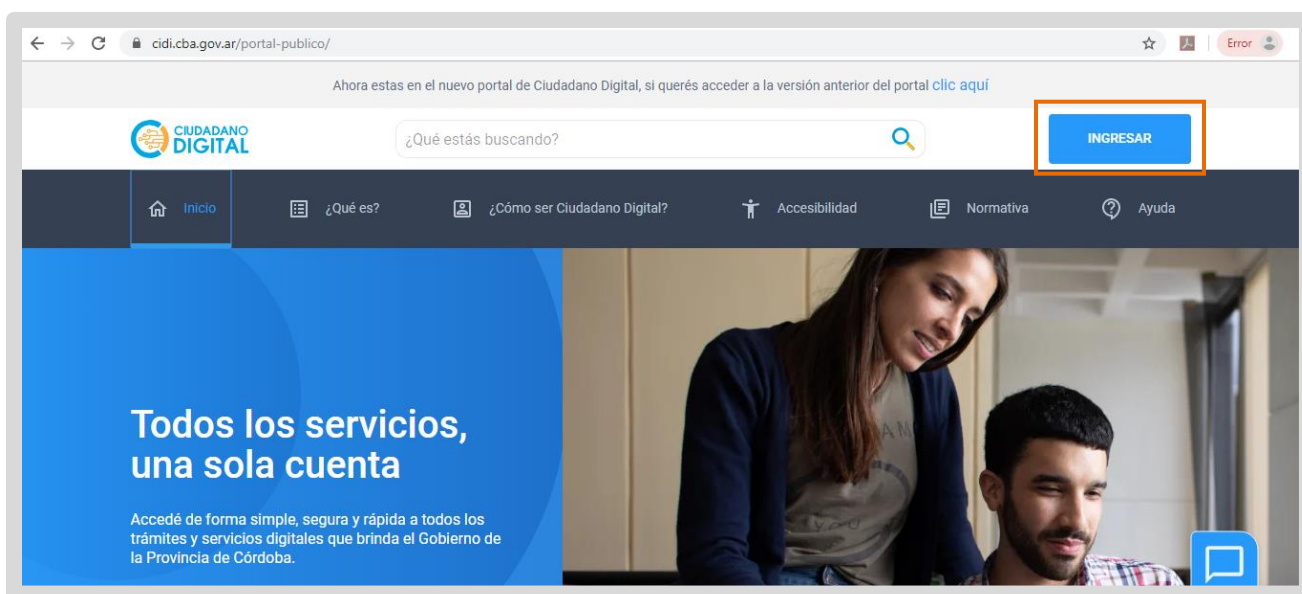 cidi.cba.gov.ar/portal-publico/
Error
Ahora estas en el nuevo portal de Ciudadano Digital, si querés acceder a la versión anterior del portal clic aquí
CIUDADANO
DIGITAL
¿Qué estás buscando?
INGRESAR
Inicio
¿Qué es?
¿Cómo ser Ciudadano Digital?
Accesibilidad
Normativa
Ayuda
Todos los servicios,
una sola cuenta
Accedé de forma simple, segura y rápida a todos los
trámites y servicios digitales que brinda el Gobierno de
la Provincia de Córdoba.